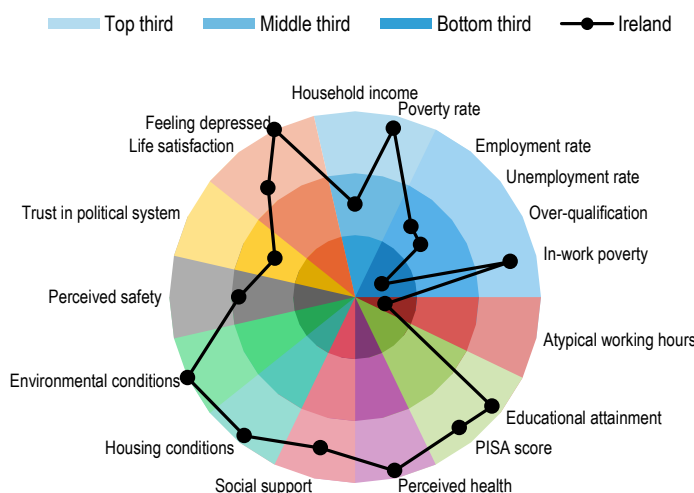 Top third
Middle third
Bottom third
Ireland
Household income
Poverty rate
Feeling depressed
Life satisfaction
Employment rate
Unemployment rate
Trust in political system
Over-qualification
In-work poverty
Perceived safety
Atypical working hours
Environmental conditions
Educational attainment
Housing conditions
PISA score
Social support
Perceived health